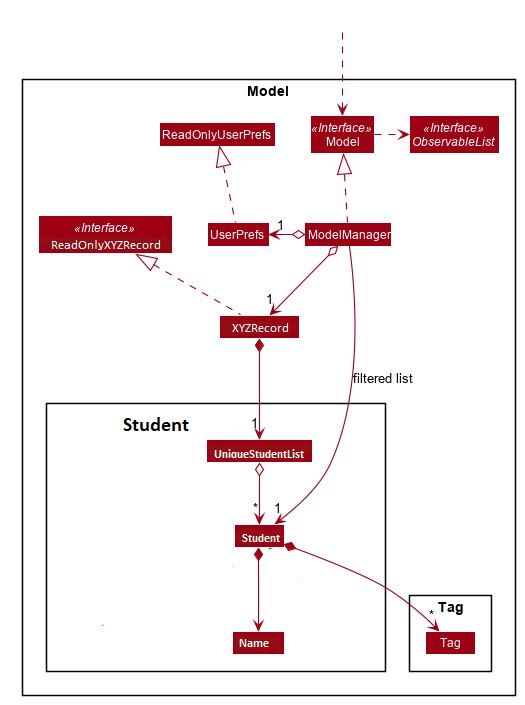 Model
«Interface»
Model
«Interface»
ObservableList
ReadOnlyUserPrefs
«Interface»
ReadOnlyXYZRecord
UserPrefs
1
ModelManager
1
XYZRecord
filtered list
Student
1
UniqueStudentList
*
1
Student
Tag
*
Name
Tag